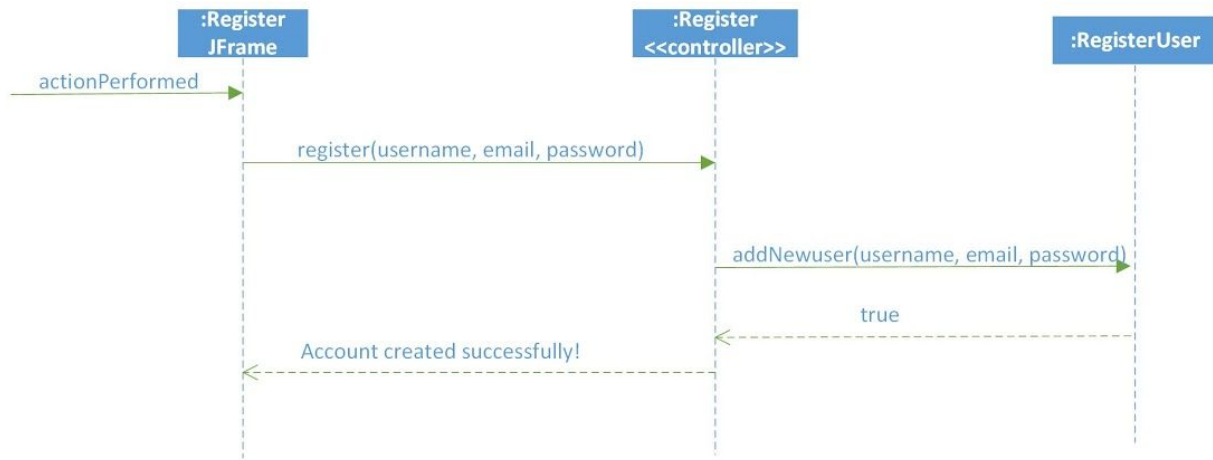 :Register
JFrame
:Register
<<controller>>
:RegisterUser
actionPerformed
register(username, email, password)
addNewuser(username, email, password)
true
Account created successfully!